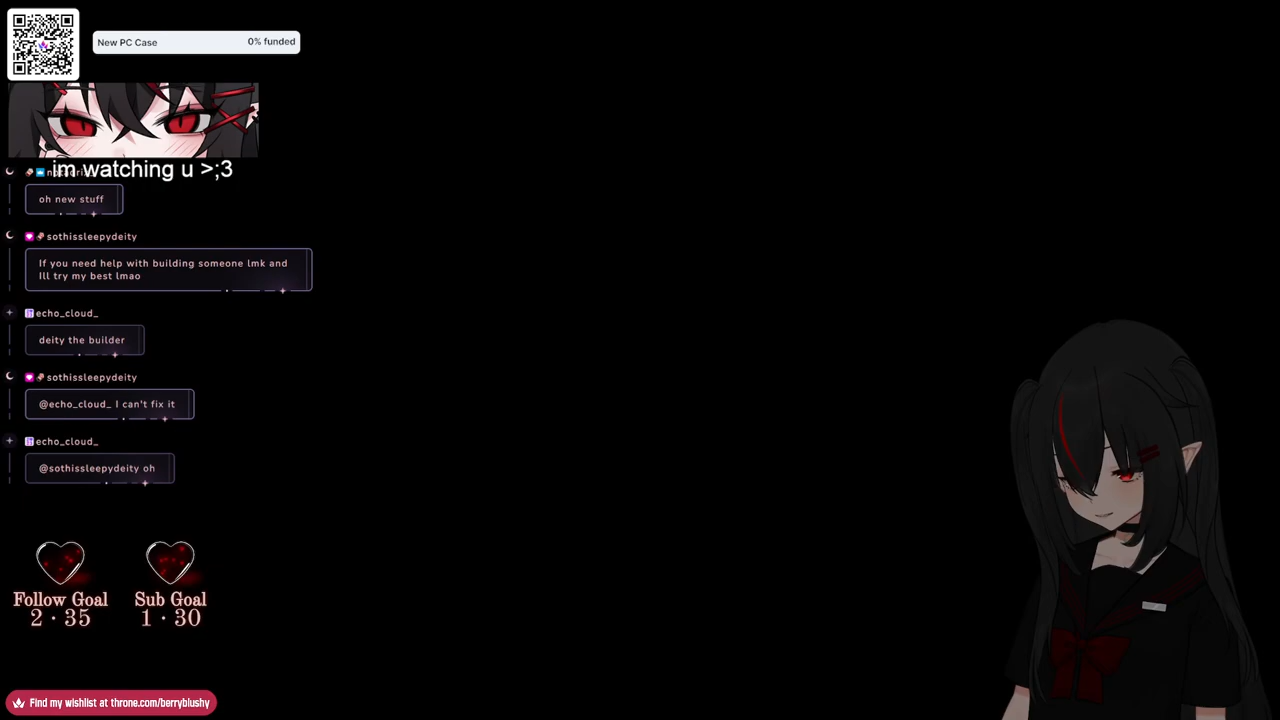 New PC Case 0% funded
im watching u >;3
oh new stuff
sothissleepydeity
If you need help with building someone lmk and
Ill try my best lmao
echo_cloud_
deity the builder
sothissleepydeity
@echo_cloud_ I can't fix it
echo_cloud_
@sothissleepydeity oh
Follow Goal
2 · 35
Sub Goal
1 · 30
Find my wishlist at throne.com/berryblushy